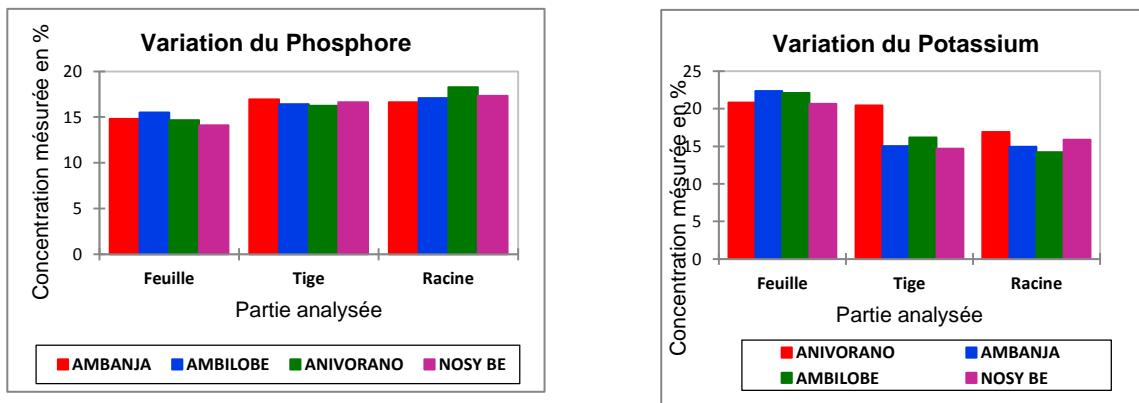 Variation du Phosphore
Concentration mésurée en %
20
15
10
5
0
Feuille Tige Racine
Partie analysée
AMBANJA AMBILOBE ANIVORANO NOSY BE
Variation du Potassium
Concentration mésurée en %
25
20
15
10
5
0
Feuille Tige Racine
Partie analysée
ANIVORANO AMBANJA
AMBILOBE NOSY BE